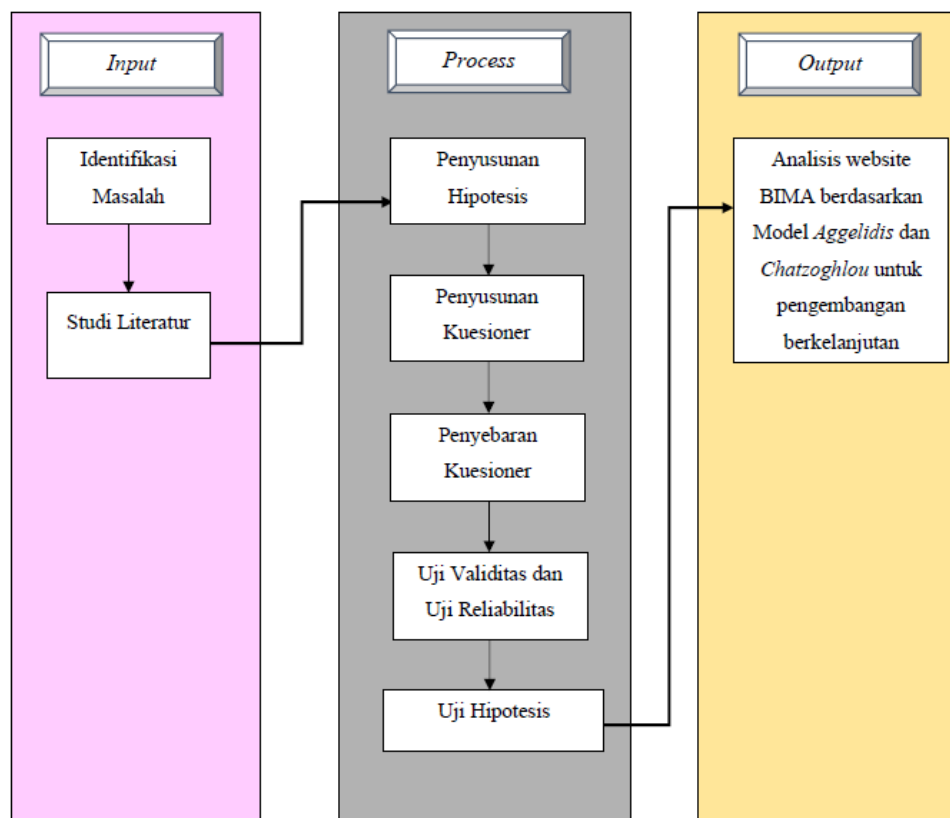 Input
Identifikasi
Masalah
Studi Literatur
Process
Penyusunan
Hipotesis
Penyusunan
Kuesioner
Penyebaran
Kuesioner
Uji Validitas dan
Uji Reliabilitas
Uji Hipotesis
Output
Analisis website
BIMA berdasarkan
Model Aggelidis dan
Chatzoghlou untuk
pengembangan
berkelanjutan